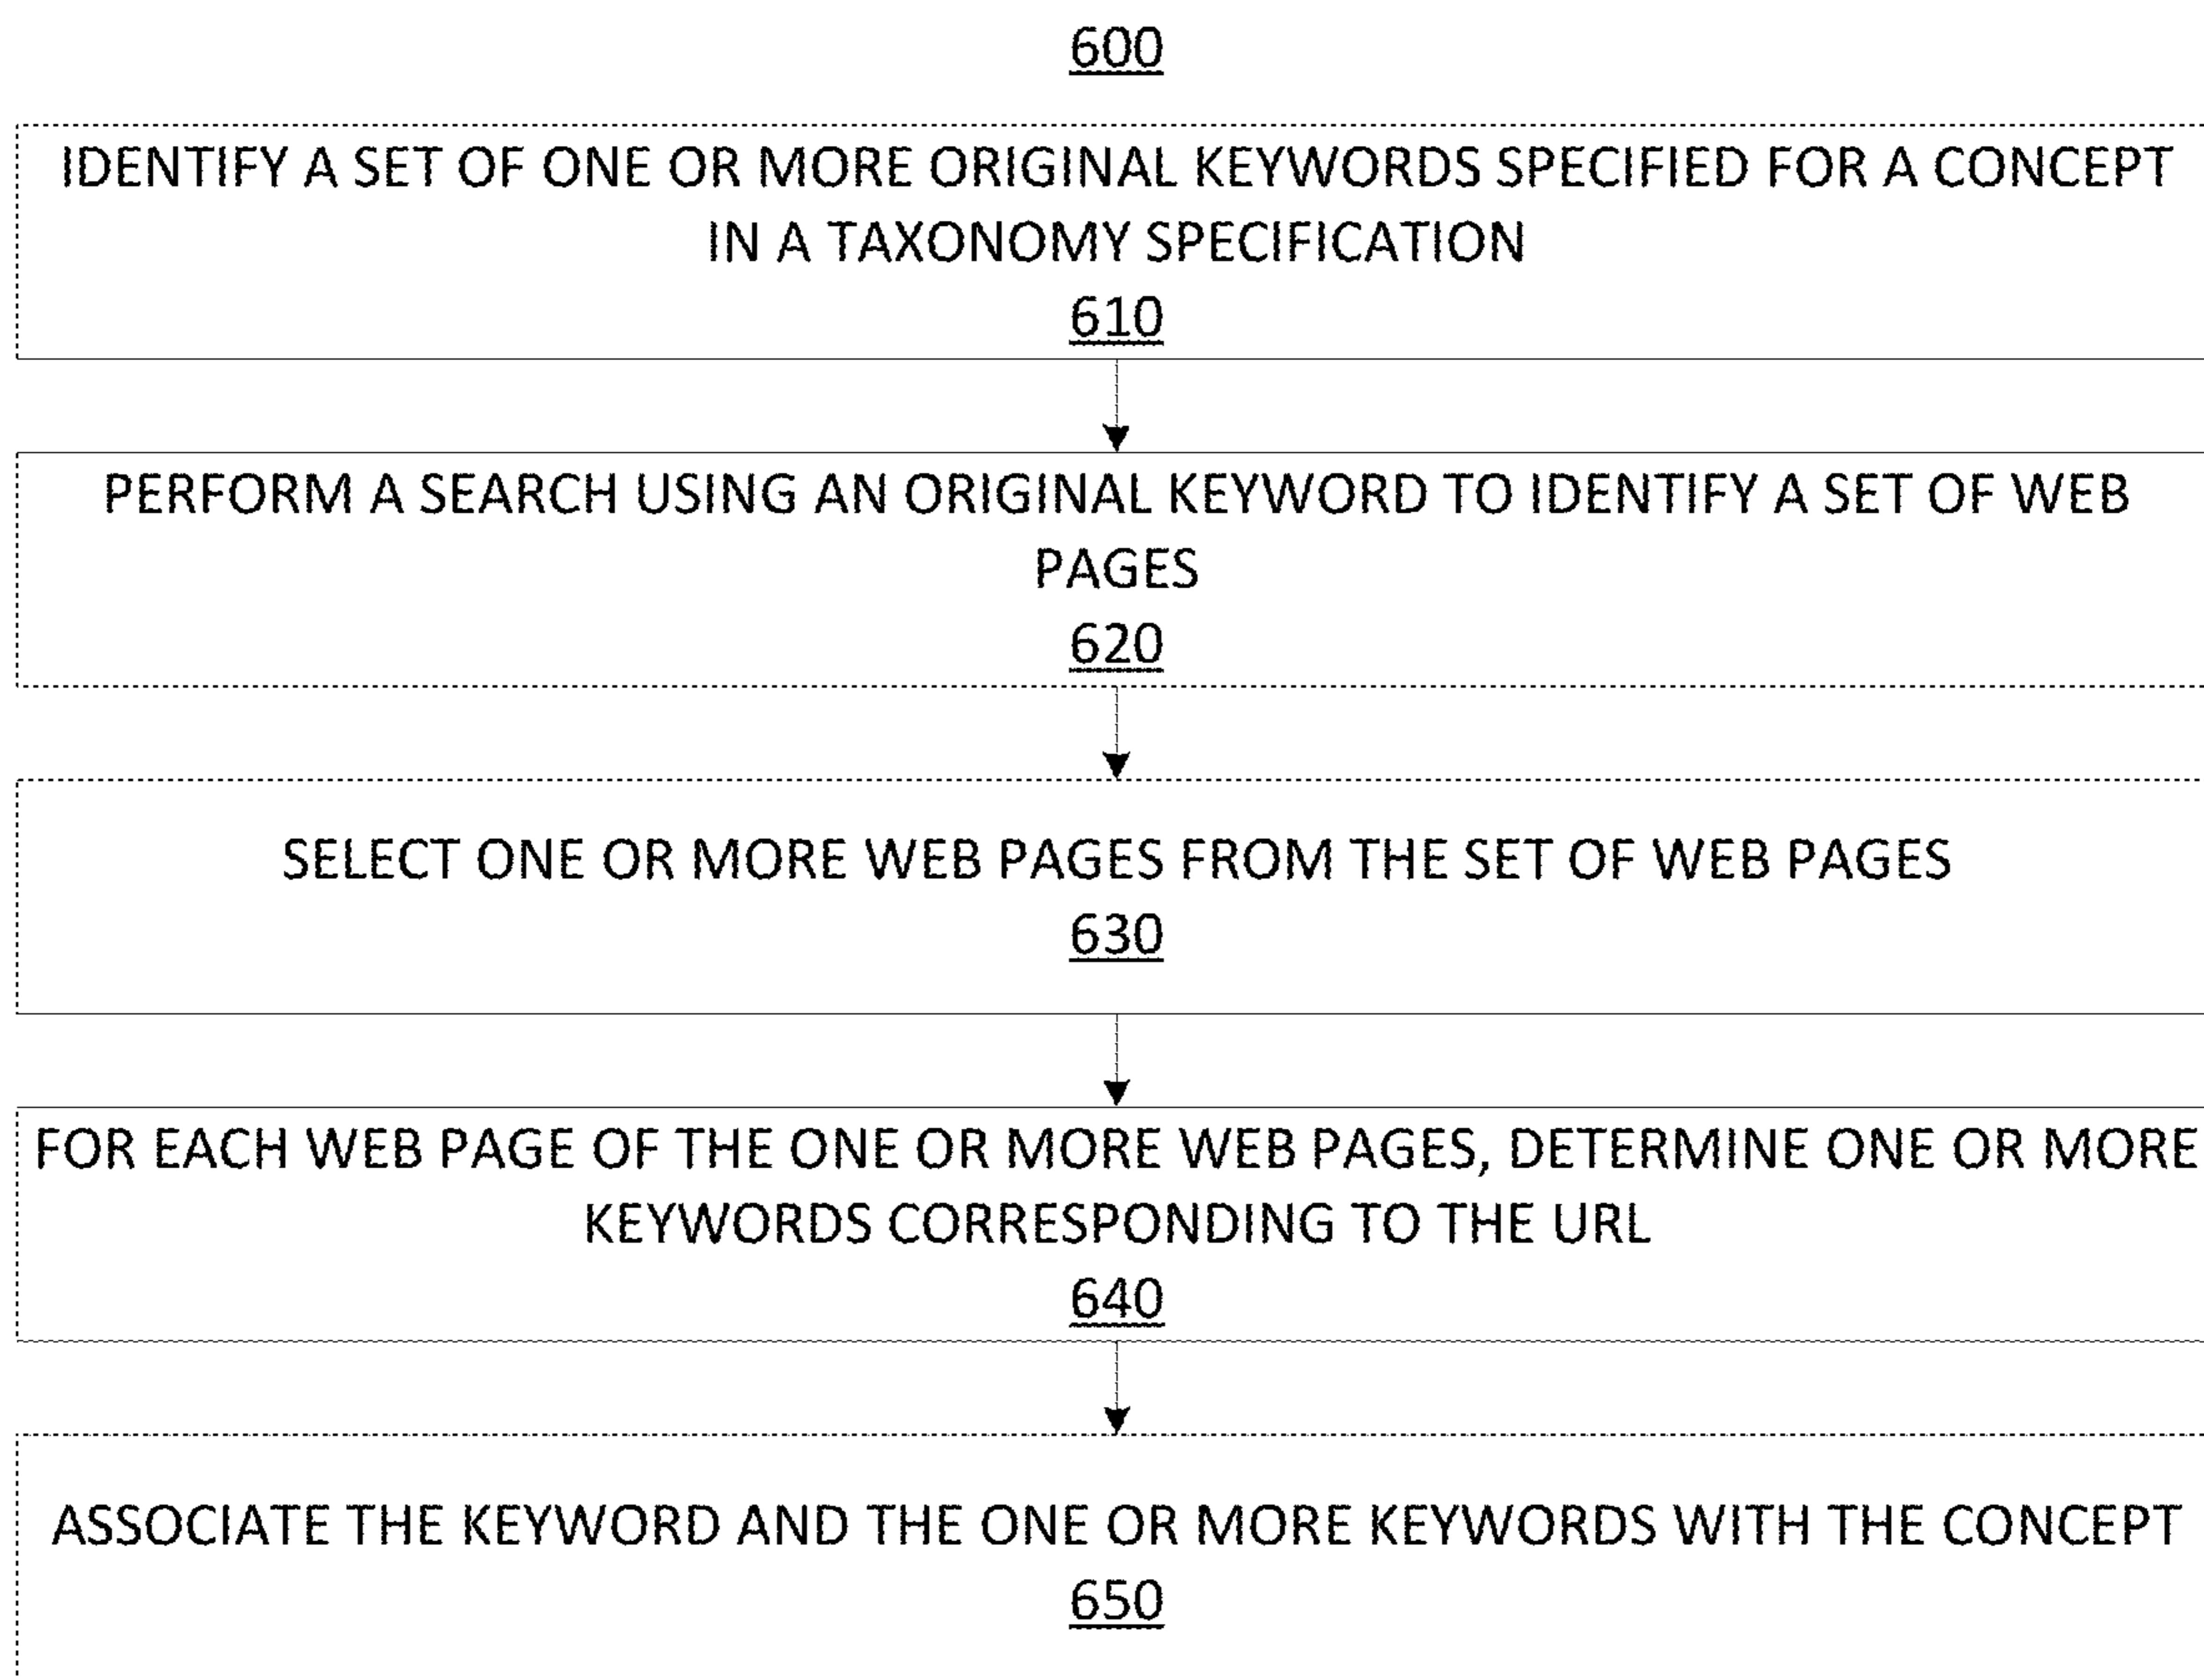 600
IDENTIFY A SET OF ONE OR MORE ORIGINAL KEYWORDS SPECIFIED FOR A CONCEPT
IN A TAXONOMY SPECIFICATION
610
PERFORM A SEARCH USING AN ORIGINAL KEYWORD TO IDENTIFY A SET OF WEB
PAGES
620
SELECT ONE OR MORE WEB PAGES FROM THE SET OF WEB PAGES
630
FOR EACH WEB PAGE OF THE ONE OR MORE WEB PAGES, DETERMINE ONE OR MORE
KEYWORDS CORRESPONDING TO THE URL
640
ASSOCIATE THE KEYWORD AND THE ONE OR MORE KEYWORDS WITH THE CONCEPT
650